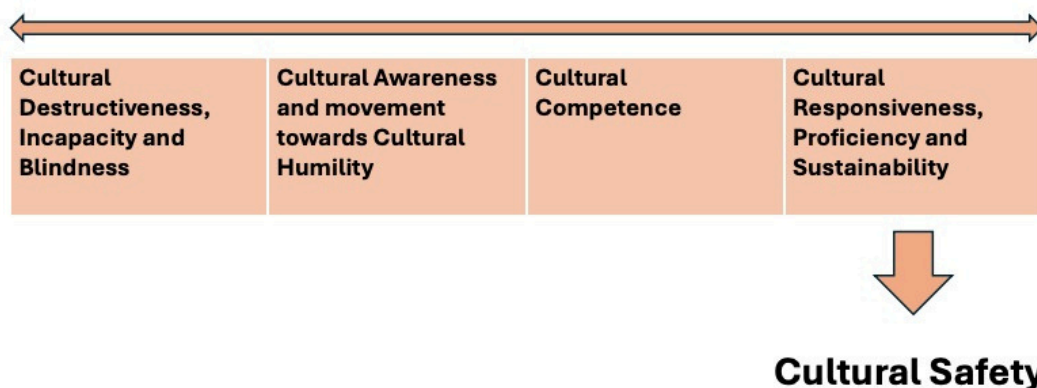 Cultural
Destructiveness,
Incapacity and
Blindness
Cultural Awareness
and movement
towards Cultural
Humility
Cultural
Competence
Cultural
Responsiveness,
Proficiency and
Sustainability
Cultural Safety